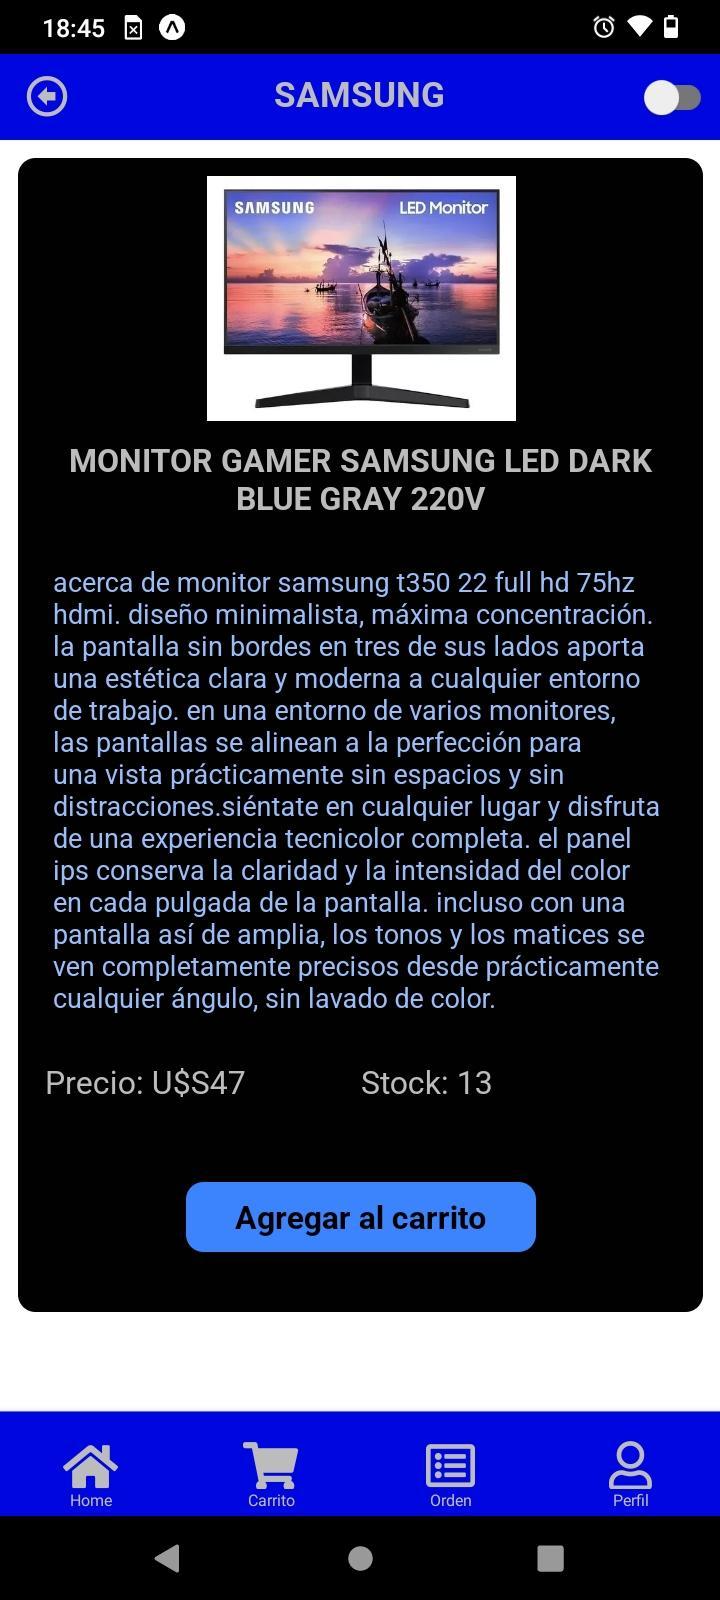 18:45
SAMSUNG
SAMSUNG LED Monitor
MONITOR GAMER SAMSUNG LED DARK
BLUE GRAY 220V
acerca de monitor samsung t350 22 full hd 75hz
hdmi. diseño minimalista, máxima concentración.
la pantalla sin bordes en tres de sus lados aporta
una estética clara y moderna a cualquier entorno
de trabajo. en una entorno de varios monitores,
las pantallas se alinean a la perfección para
una vista prácticamente sin espacios y sin
distracciones.siéntate en cualquier lugar y disfruta
de una experiencia tecnicolor completa. el panel
ips conserva la claridad y la intensidad del color
en cada pulgada de la pantalla. incluso con una
pantalla así de amplia, los tonos y los matices se
ven completamente precisos desde prácticamente
cualquier ángulo, sin lavado de color.
Precio: U$S47 Stock: 13
Agregar al carrito
Home Carrito Orden Perfil